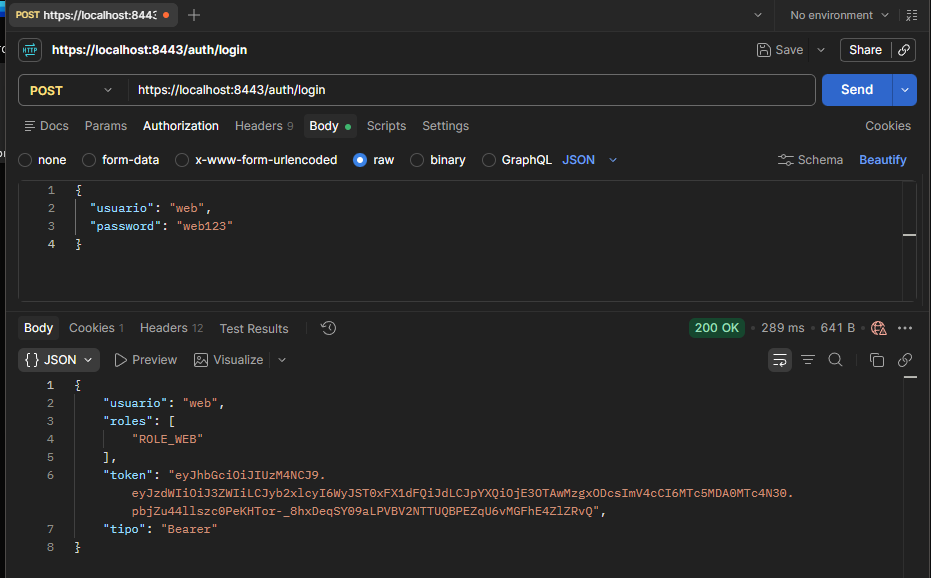 POST https://localhost:8443
No environment
HTTP https://localhost:8443/auth/login
Save
Share
POST https://localhost:8443/auth/login
Send
Docs Params Authorization Headers 9 Body Scripts Settings Cookies
none form-data x-www-form-urlencoded raw binary GraphQL JSON Schema Beautify
1 {
2 "usuario": "web",
3 "password": "web123"
4 }
Body Cookies 1 Headers 12 Test Results 200 OK • 289 ms • 641 B •
{} JSON Preview Visualize
1 {
2 "usuario": "web",
3 "roles": [
4 "ROLE_WEB"
5 ],
6 "token": "eyJhbGciOiJIUzM4NCJ9.
eyJzdWIiOiJ3ZWIiLCJyb2xlcyI6WyJST0xFX1dFQiJdLCJpYXQiOjE3OTAwMzgxODcsImV4cCI6MTc5MDA0MTc4N30.
pbjZu44llszc0PeKHTor-_8hxDeqSY09aLPVBV2NTTUQBPEZqU6vMGFhE4ZlZRvQ",
7 "tipo": "Bearer"
8 }